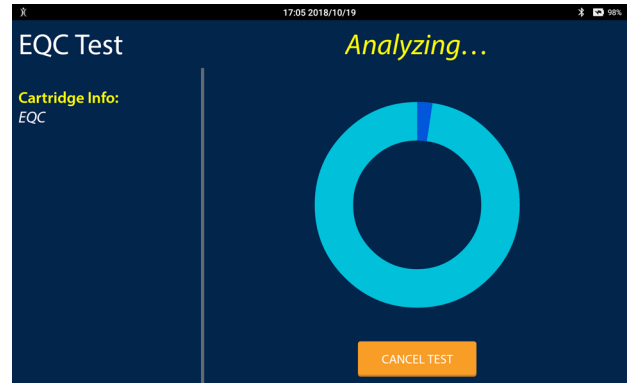 17:05 2018/10/19
98%
EQC Test
Analyzing...
Cartridge Info:
EQC
CANCEL TEST